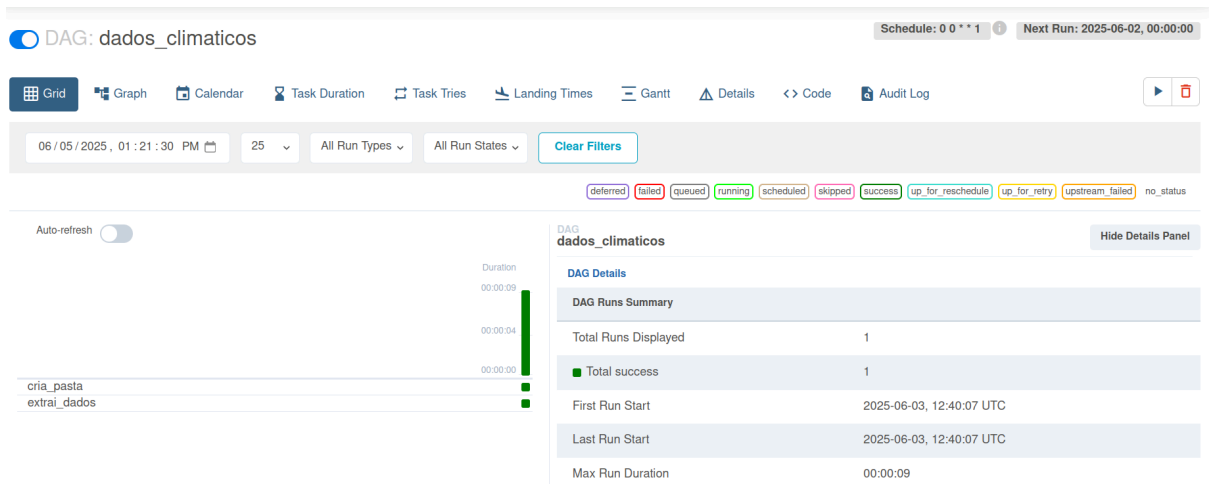 DAG: dados_climaticos
Schedule: 0 0 * * 1 i Next Run: 2025-06-02, 00:00:00
Grid Graph Calendar Task Duration Task Tries Landing Times Gantt Details <> Code Audit Log
06/05/2025, 01:21:30 PM 25 All Run Types All Run States Clear Filters
deferred failed queued running scheduled skipped success up_for_reschedule up_for_retry upstream_failed no_status
Auto-refresh
Duration
00:00:09
00:00:04
00:00:00
cria_pasta
extrai_dados
DAG
dados_climaticos
Hide Details Panel
DAG Details
DAG Runs Summary
Total Runs Displayed 1
Total success 1
First Run Start 2025-06-03, 12:40:07 UTC
Last Run Start 2025-06-03, 12:40:07 UTC
Max Run Duration 00:00:09